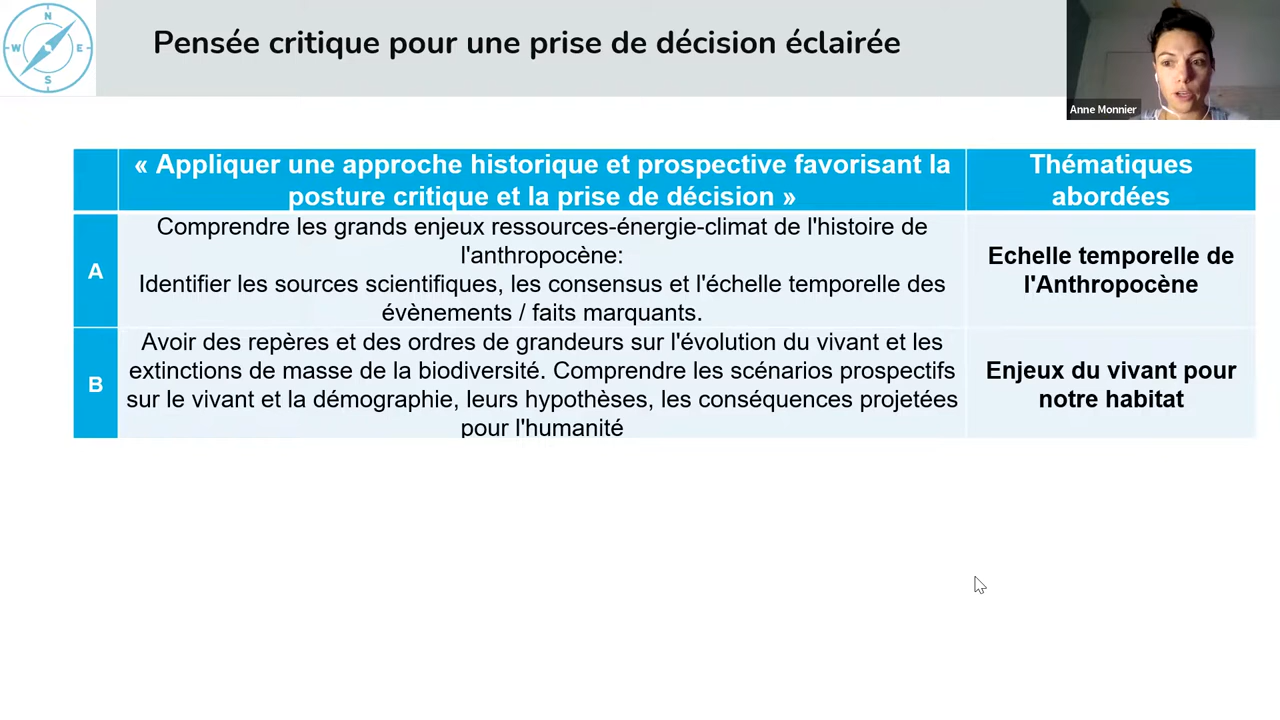 N
W
E
S
Pensée critique pour une prise de décision éclairée
Anne Monnier
« Appliquer une approche historique et prospective favorisant la
posture critique et la prise de décision »
Thématiques
abordées
A
Comprendre les grands enjeux ressources-énergie-climat de l'histoire de
l'anthropocène:
Identifier les sources scientifiques, les consensus et l'échelle temporelle des
évènements / faits marquants.
Echelle temporelle de
l'Anthropocène
B
Avoir des repères et des ordres de grandeurs sur l'évolution du vivant et les
extinctions de masse de la biodiversité. Comprendre les scénarios prospectifs
sur le vivant et la démographie, leurs hypothèses, les conséquences projetées
pour l'humanité
Enjeux du vivant pour
notre habitat